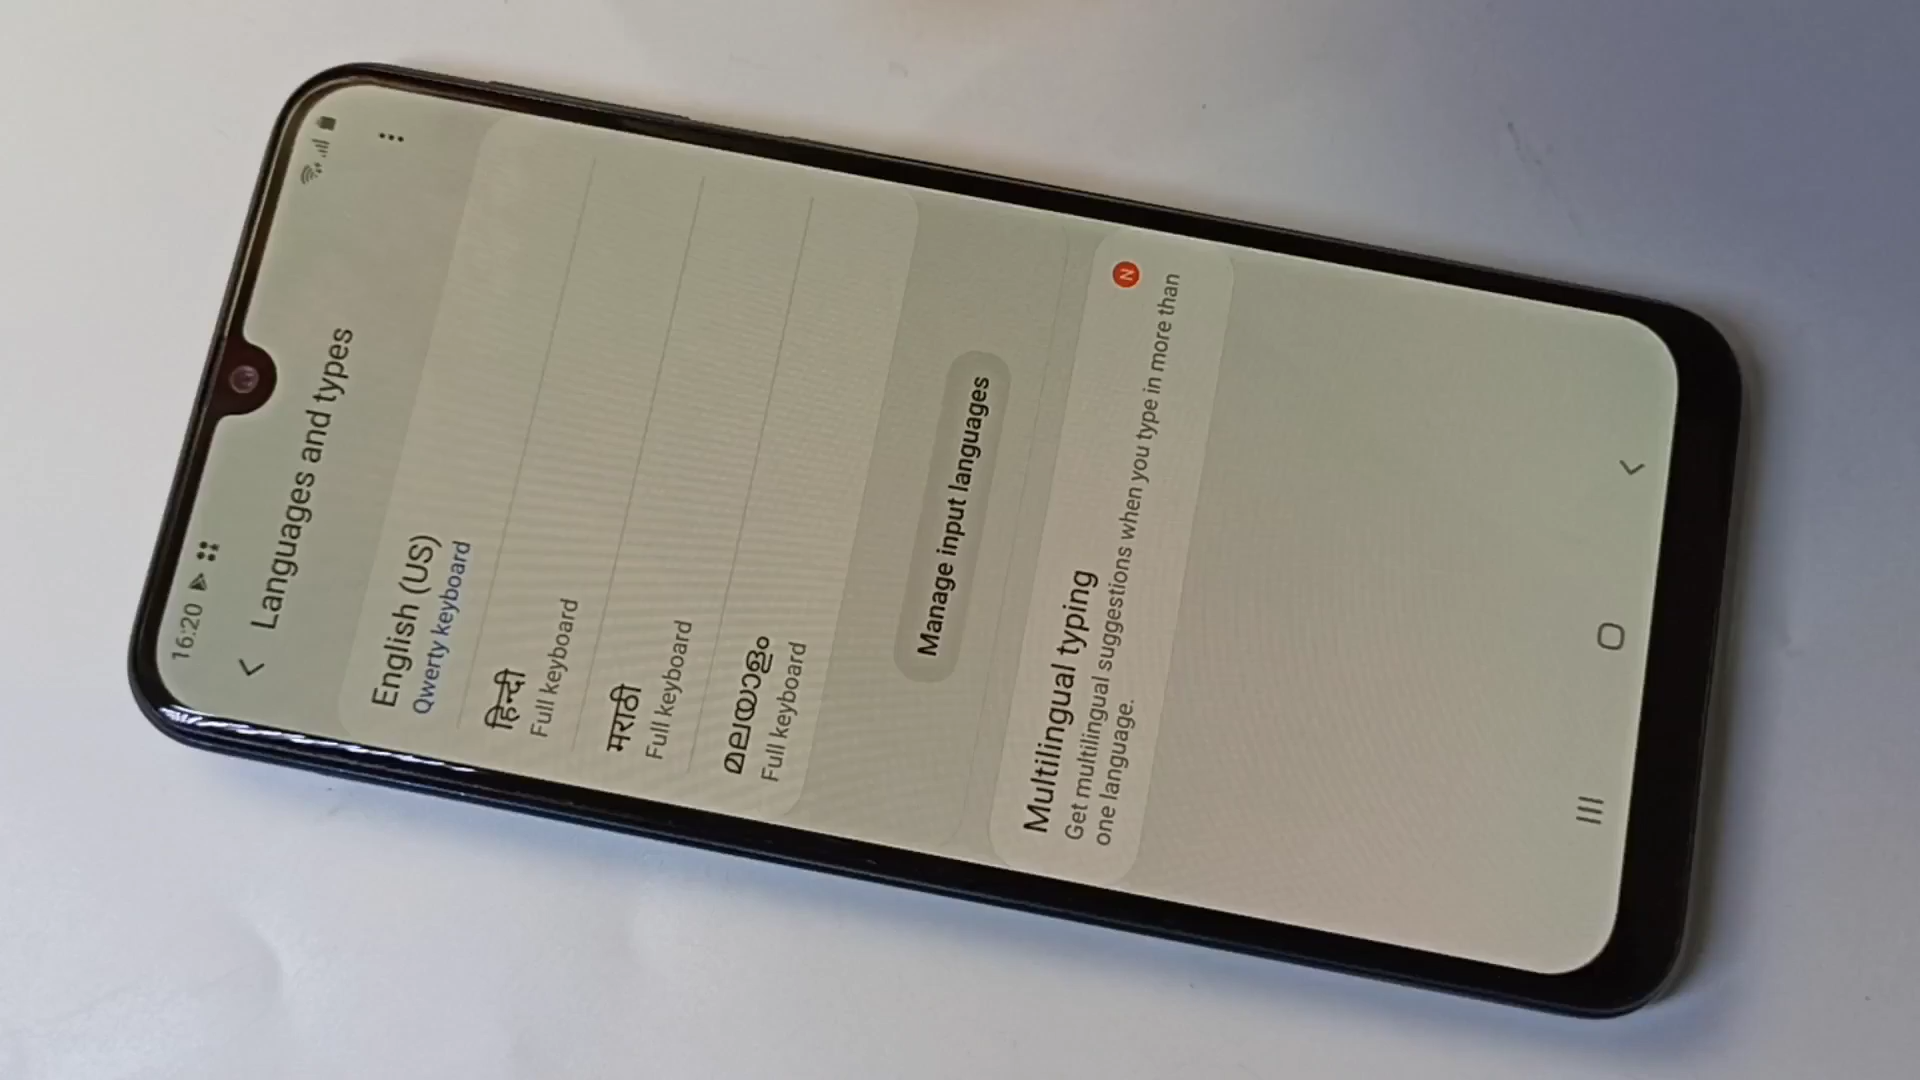 16:20
Languages and types
English (US)
Qwerty keyboard
हिन्दी
Full keyboard
मराठी
Full keyboard
മലയാളം
Full keyboard
Manage input languages
Multilingual typing
N
Get multilingual suggestions when you type in more than
one language.